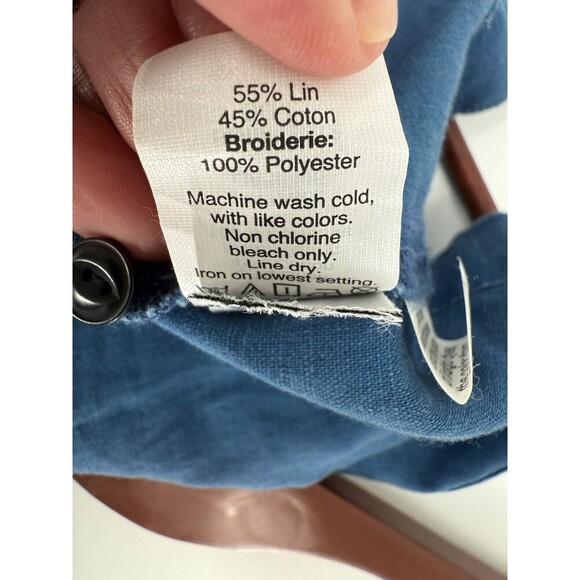 55% Lin
45% Coton
Broiderie:
100% Polyester
Machine wash cold,
with like colors.
Non chlorine
bleach only.
Line dry.
Iron on lowest setting.